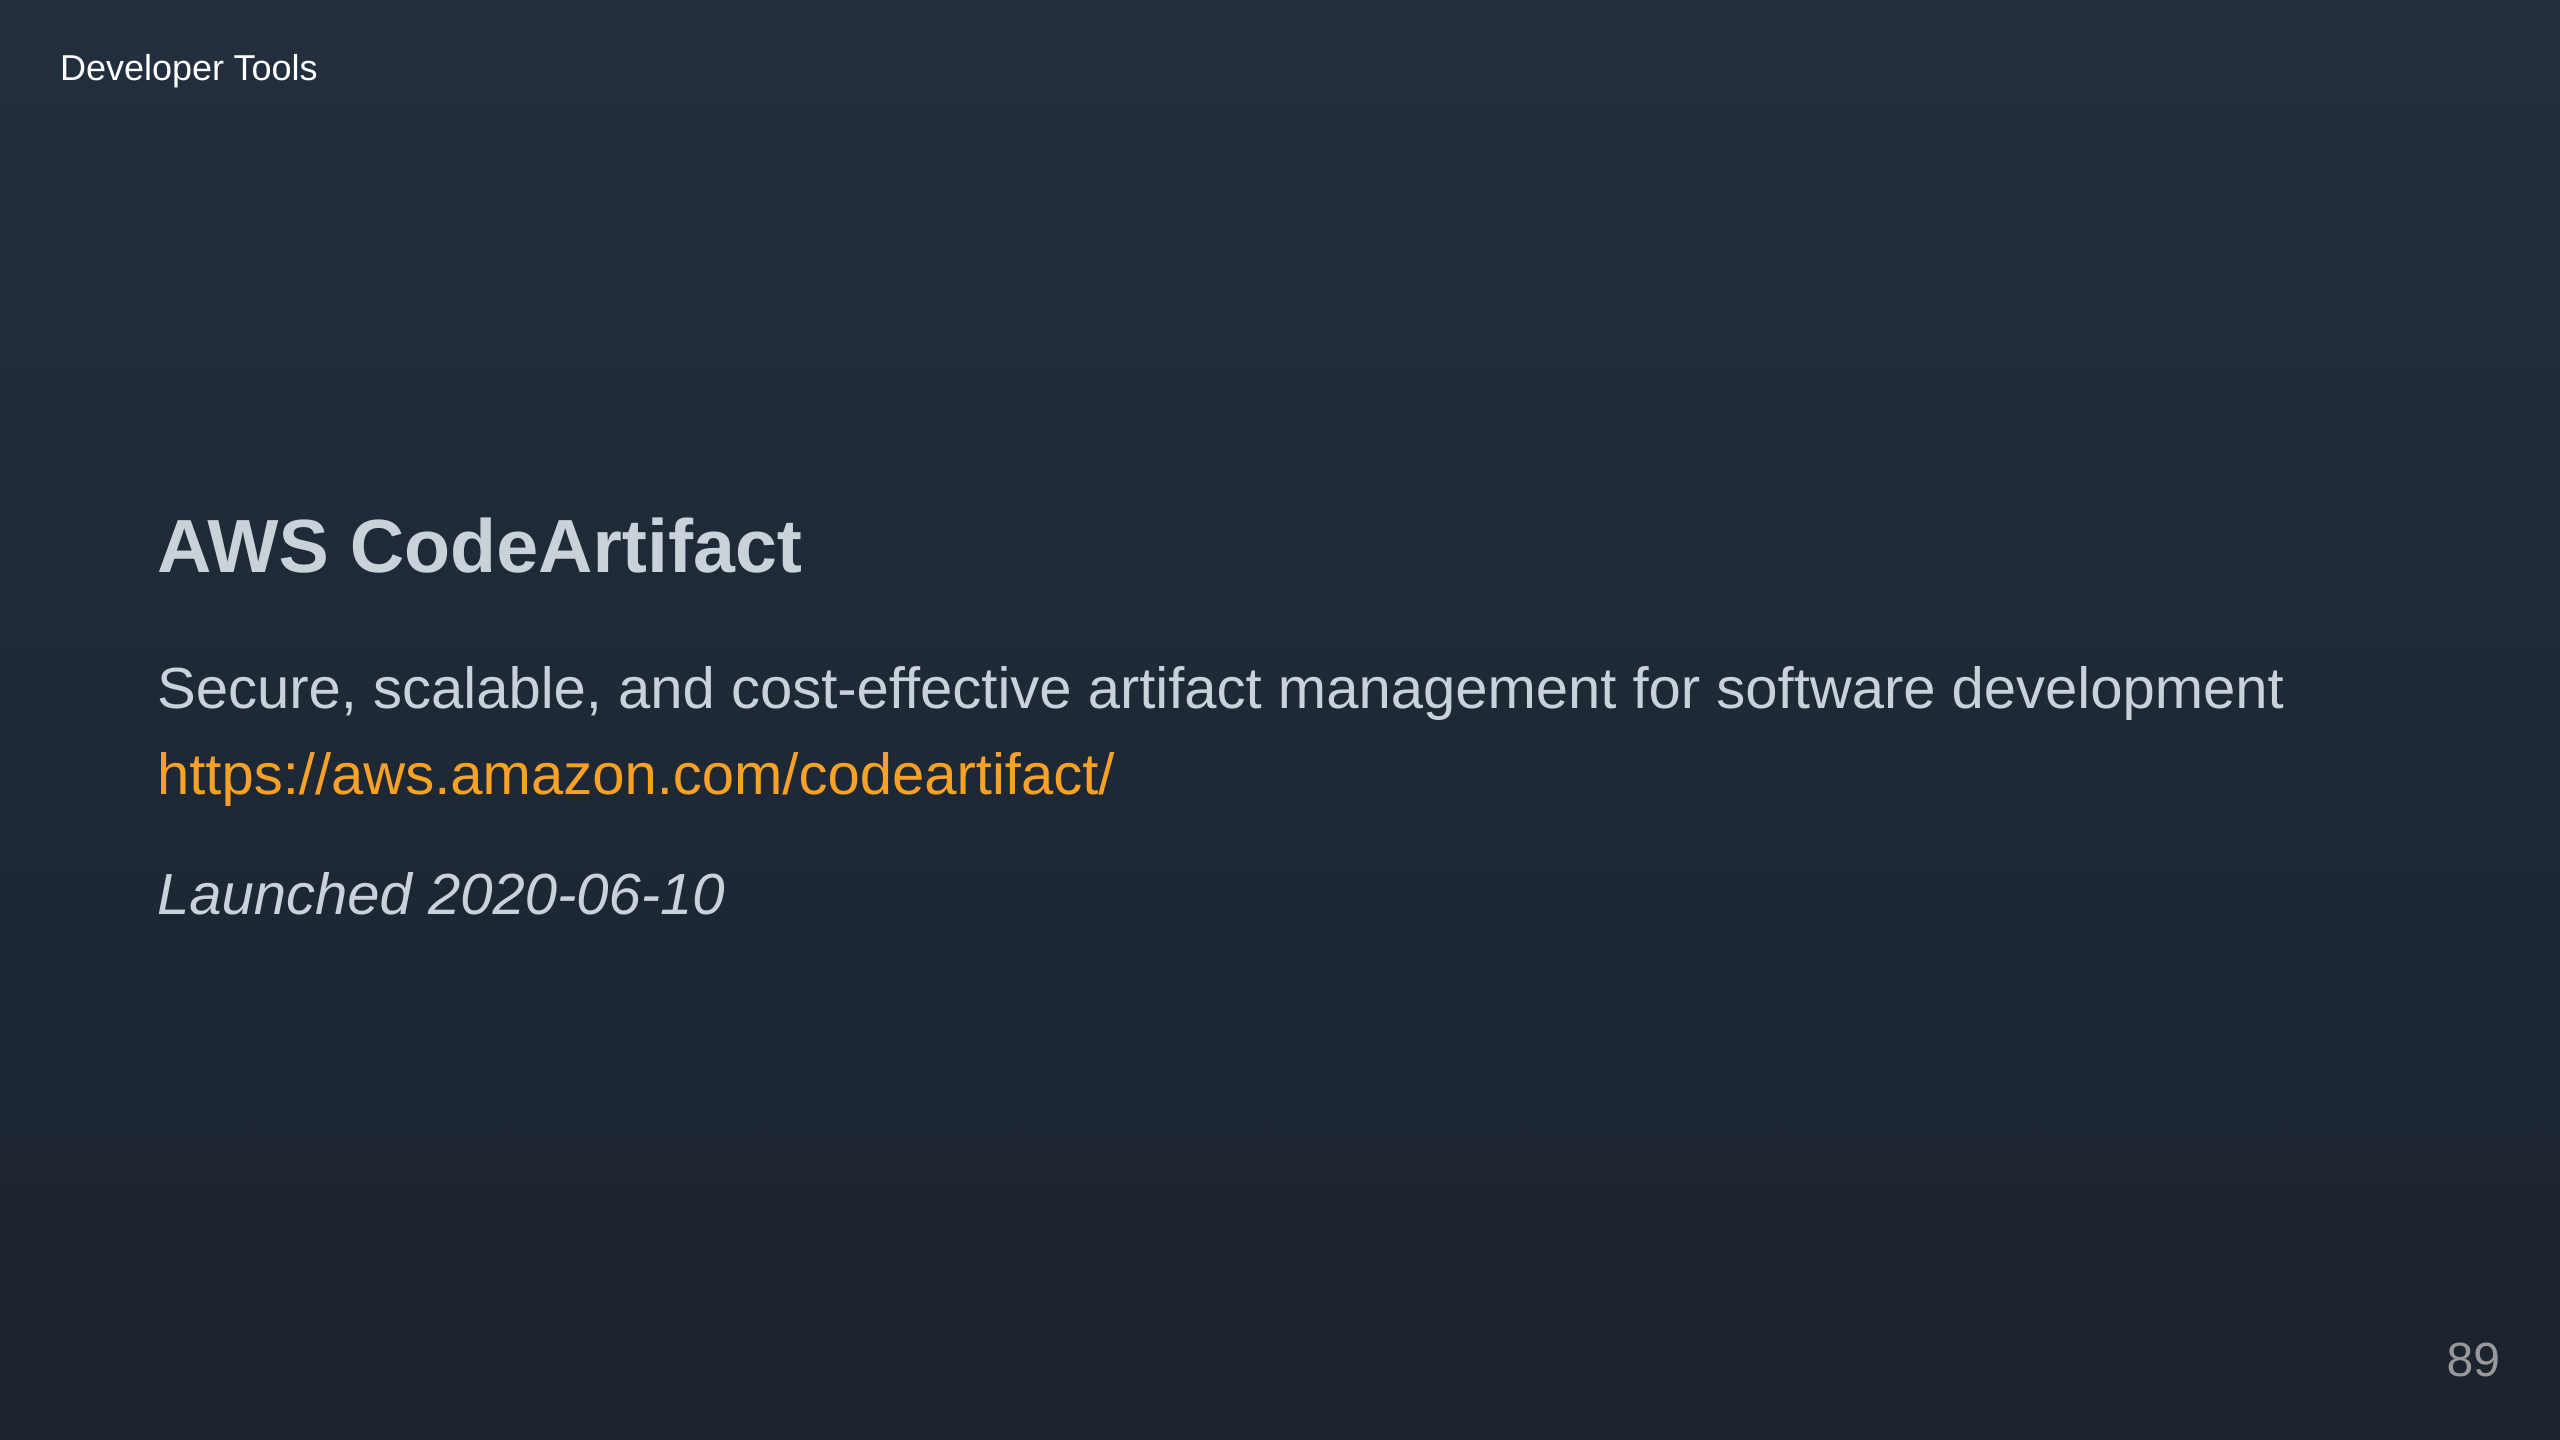 Developer Tools
AWS CodeArtifact
Secure, scalable, and cost-effective artifact management for software development
https://aws.amazon.com/codeartifact/
Launched 2020-06-10
89